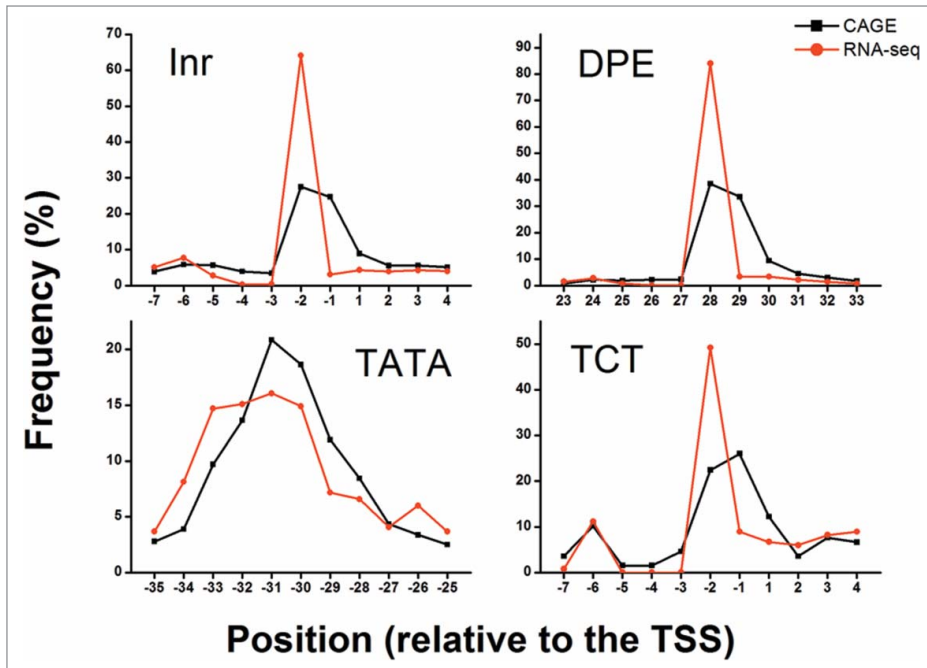 CAGE
RNA-seq
Inr
70
60
50
40
30
20
10
0
-7 -6 -5 -4 -3 -2 -1 1 2 3 4
DPE
90
80
70
60
50
40
30
20
10
0
23 24 25 26 27 28 29 30 31 32 33
TATA
20
15
10
5
0
-35 -34 -33 -32 -31 -30 -29 -28 -27 -26 -25
TCT
50
40
30
20
10
0
-7 -6 -5 -4 -3 -2 -1 1 2 3 4
Frequency (%)
Position (relative to the TSS)